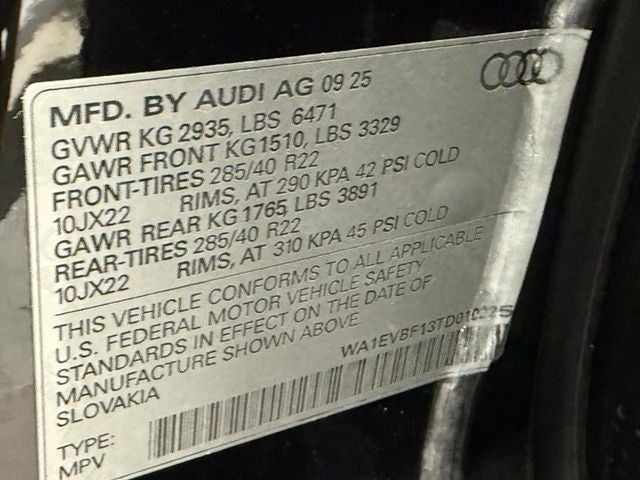 MFD. BY AUDI AG 09 25
GVWR KG 2935, LBS 6471
GAWR FRONT KG1510, LBS 3329
FRONT-TIRES 285/40 R22
10JX22 RIMS, AT 290 KPA 42 PSI COLD
GAWR REAR KG 1765 LBS 3891
REAR-TIRES 285/40 R22
10JX22 RIMS, AT 310 KPA 45 PSI COLD
THIS VEHICLE CONFORMS TO ALL APPLICABLE
U.S. FEDERAL MOTOR VEHICLE SAFETY
STANDARDS IN EFFECT ON THE DATE OF
MANUFACTURE SHOWN ABOVE.
SLOVAKIA
TYPE:
MPV